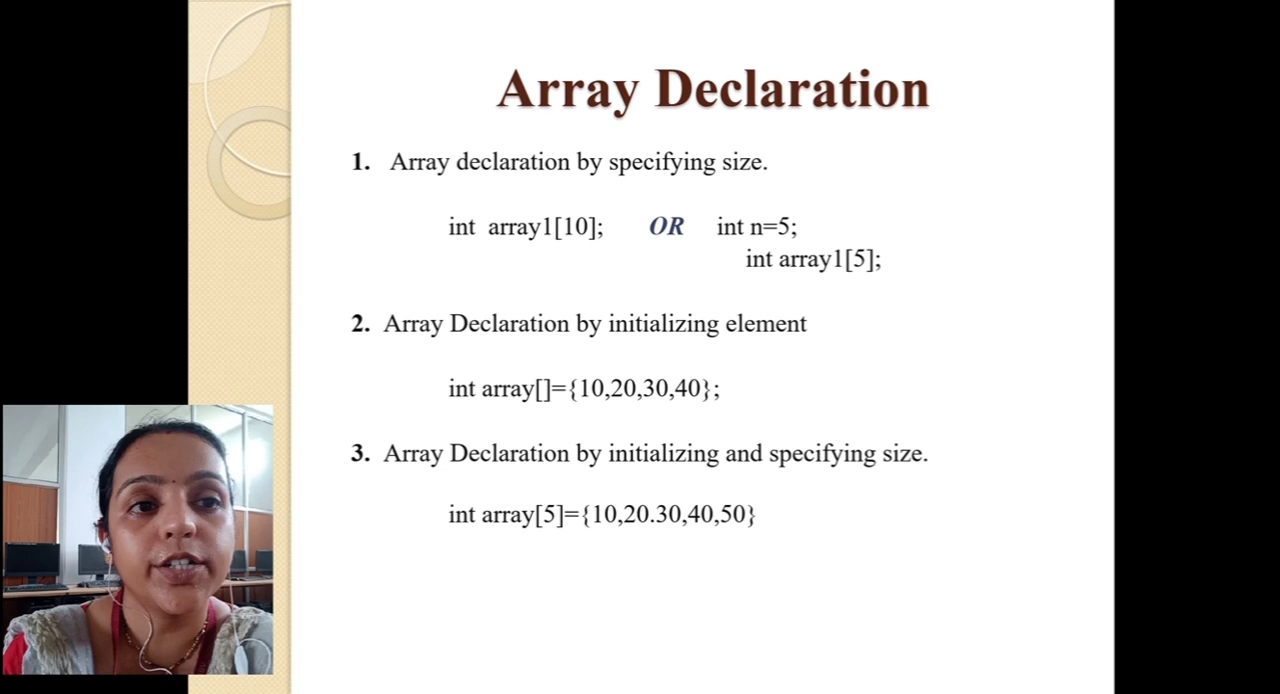 Array Declaration
1. Array declaration by specifying size.
int array1[10]; OR int n=5;
int array1[5];
2. Array Declaration by initializing element
int array[]={10,20,30,40};
3. Array Declaration by initializing and specifying size.
int array[5]={10,20.30,40,50}